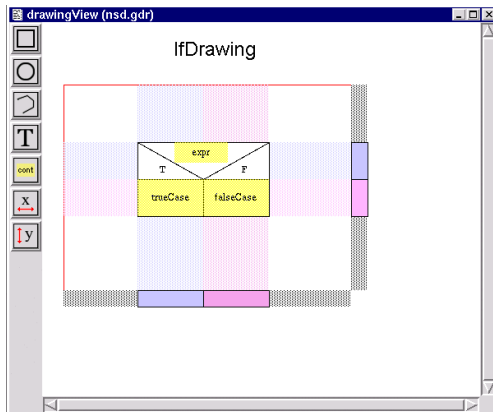 drawingView (nsd.gdr)
IfDrawing
T
cont
x
y
expr
T F
trueCase falseCase